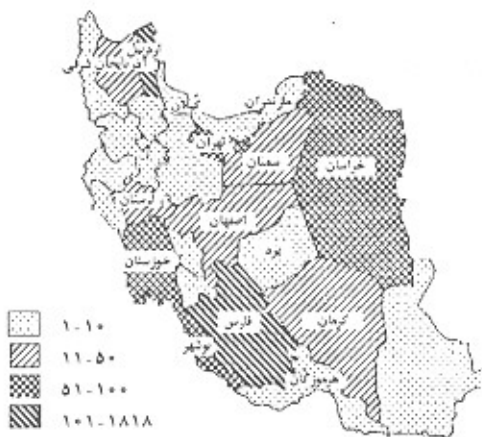 اردبیل
آذربایجان شرقی
گیلان
مازندران
تهران
سمنان
خراسان
لرستان
اصفهان
خوزستان
یزد
فارس
کرمان
بوشهر
هرمزگان
۱-۱۰
۱۱-۵۰
۵۱-۱۰۰
۱۰۱-۱۸۱۸